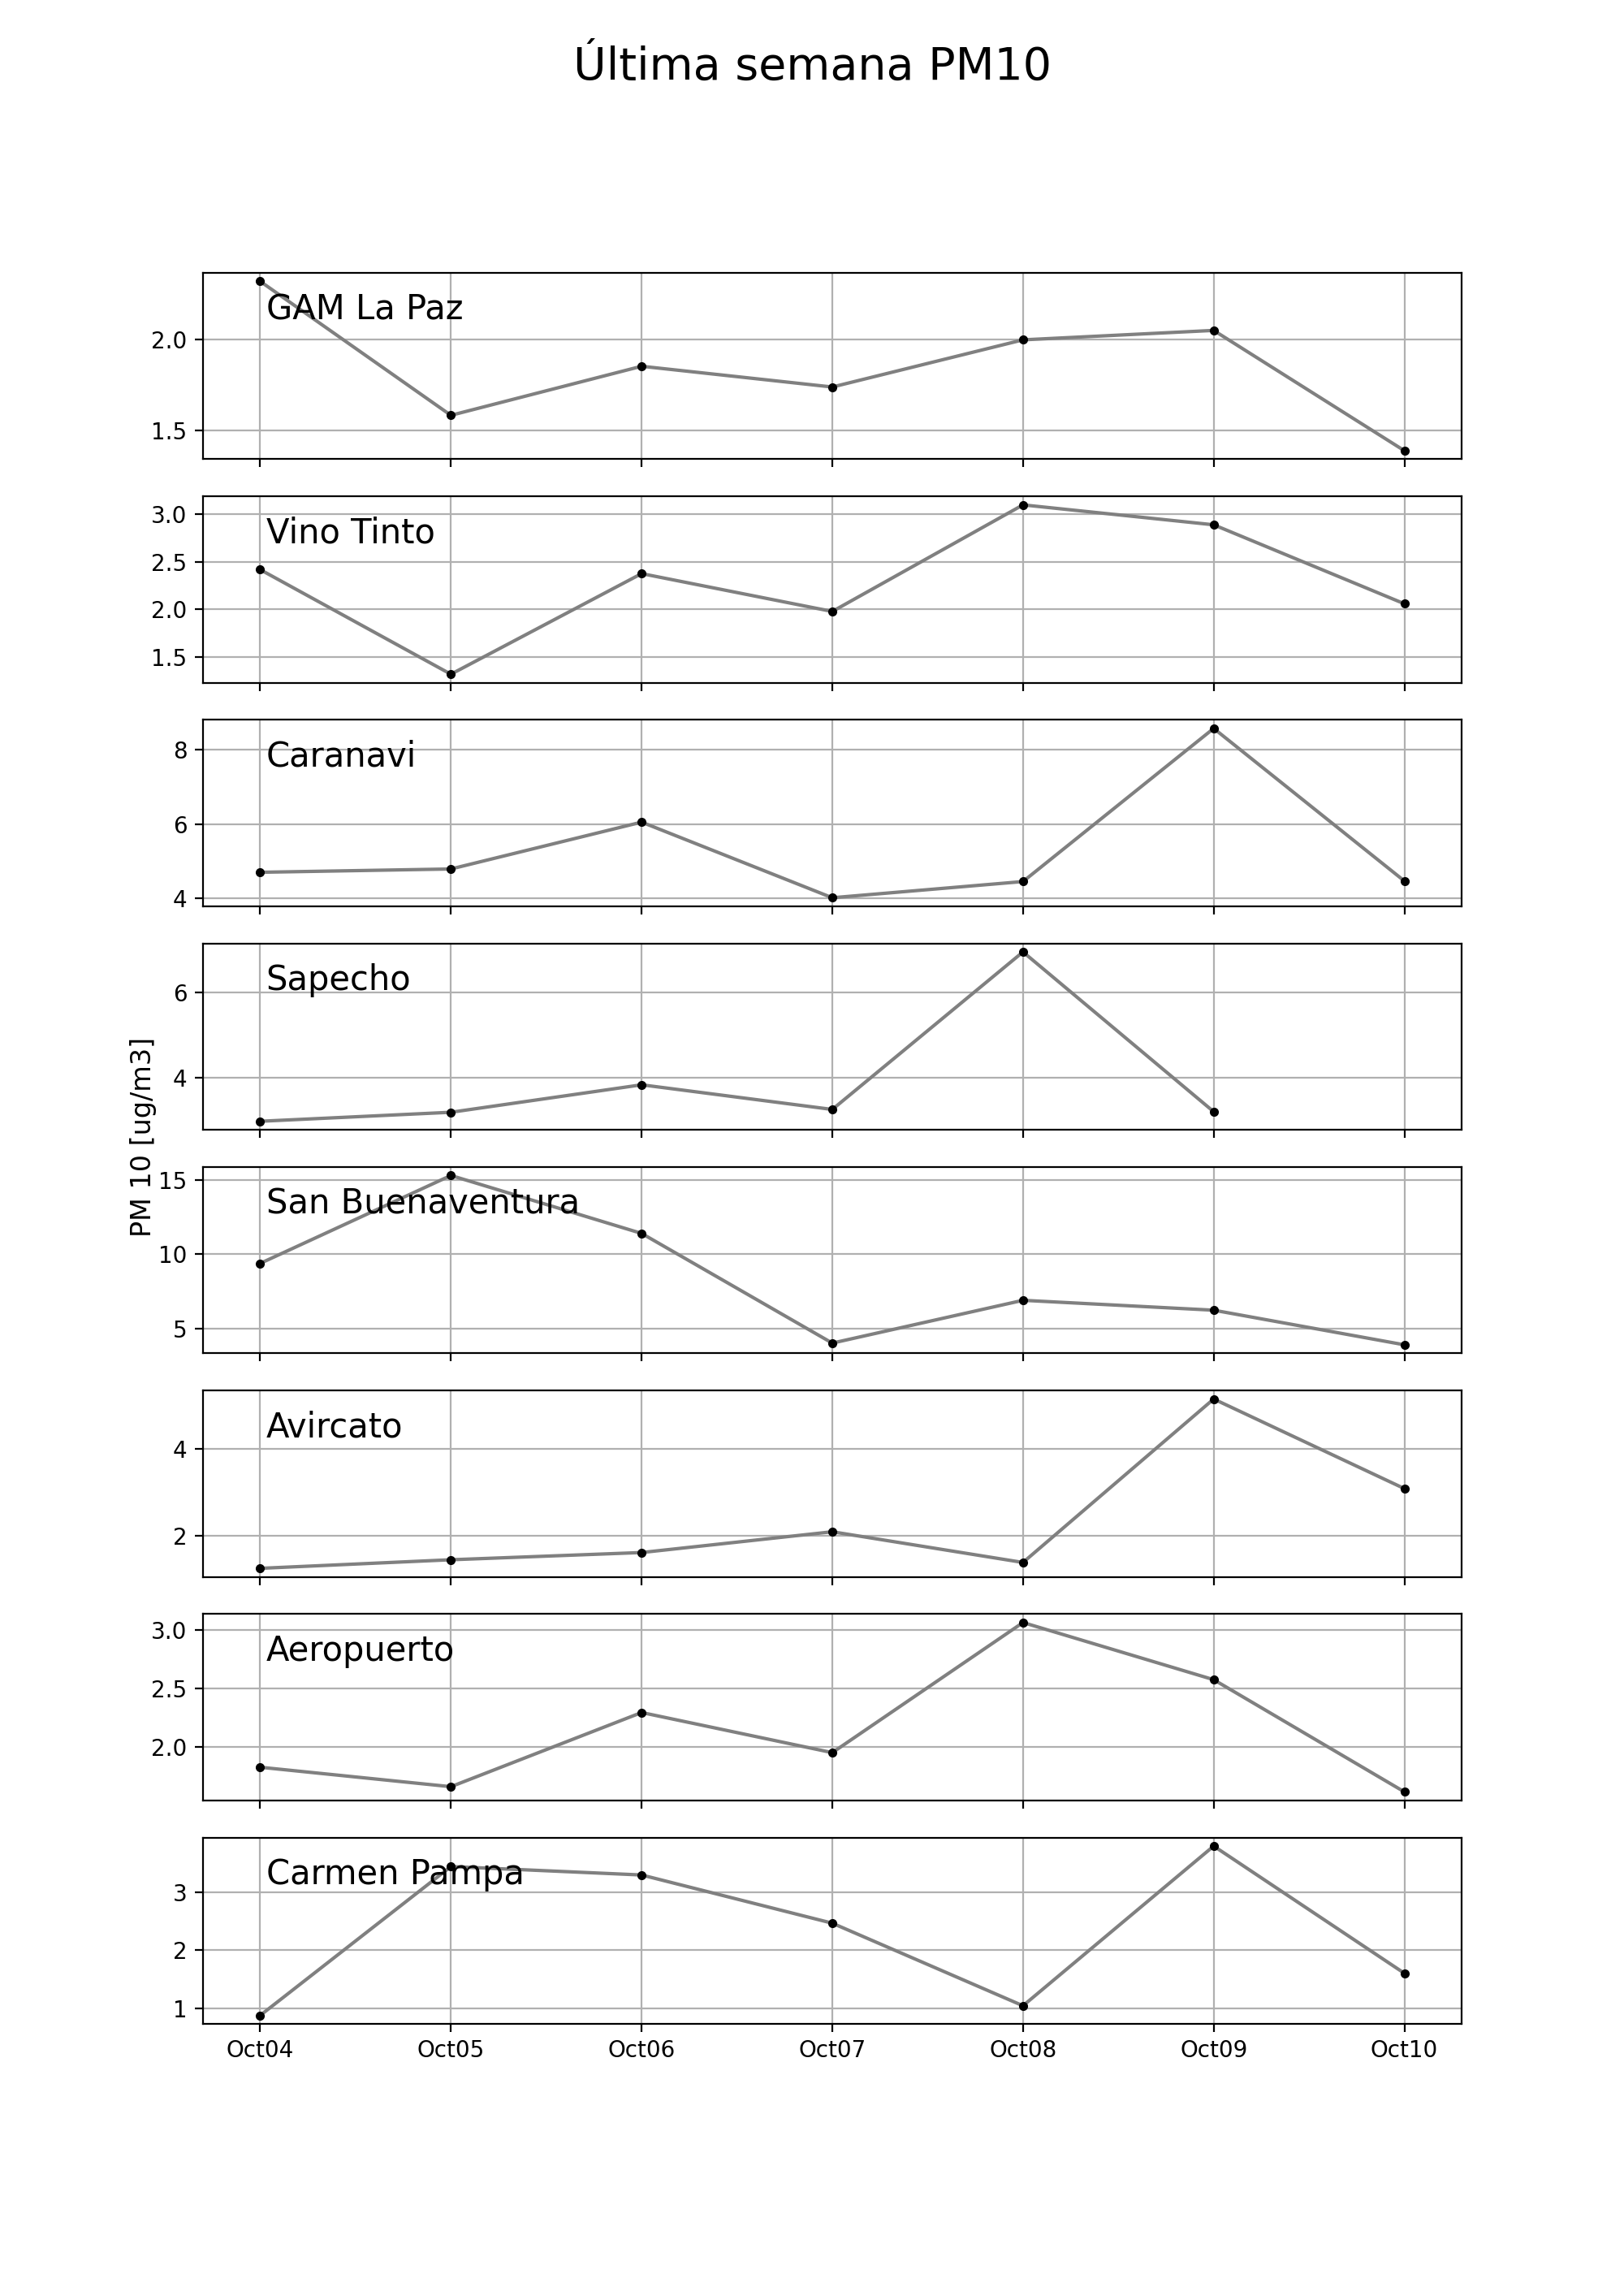 Última semana PM10
GAM La Paz
2.0
1.5
Vino Tinto
3.0
2.5
2.0
1.5
Caranavi
8
6
4
Sapecho
6
4
PM 10 [ug/m3]
San Buenaventura
15
10
5
Avircato
4
2
Aeropuerto
3.0
2.5
2.0
Carmen Pampa
3
2
1
Oct04 Oct05 Oct06 Oct07 Oct08 Oct09 Oct10